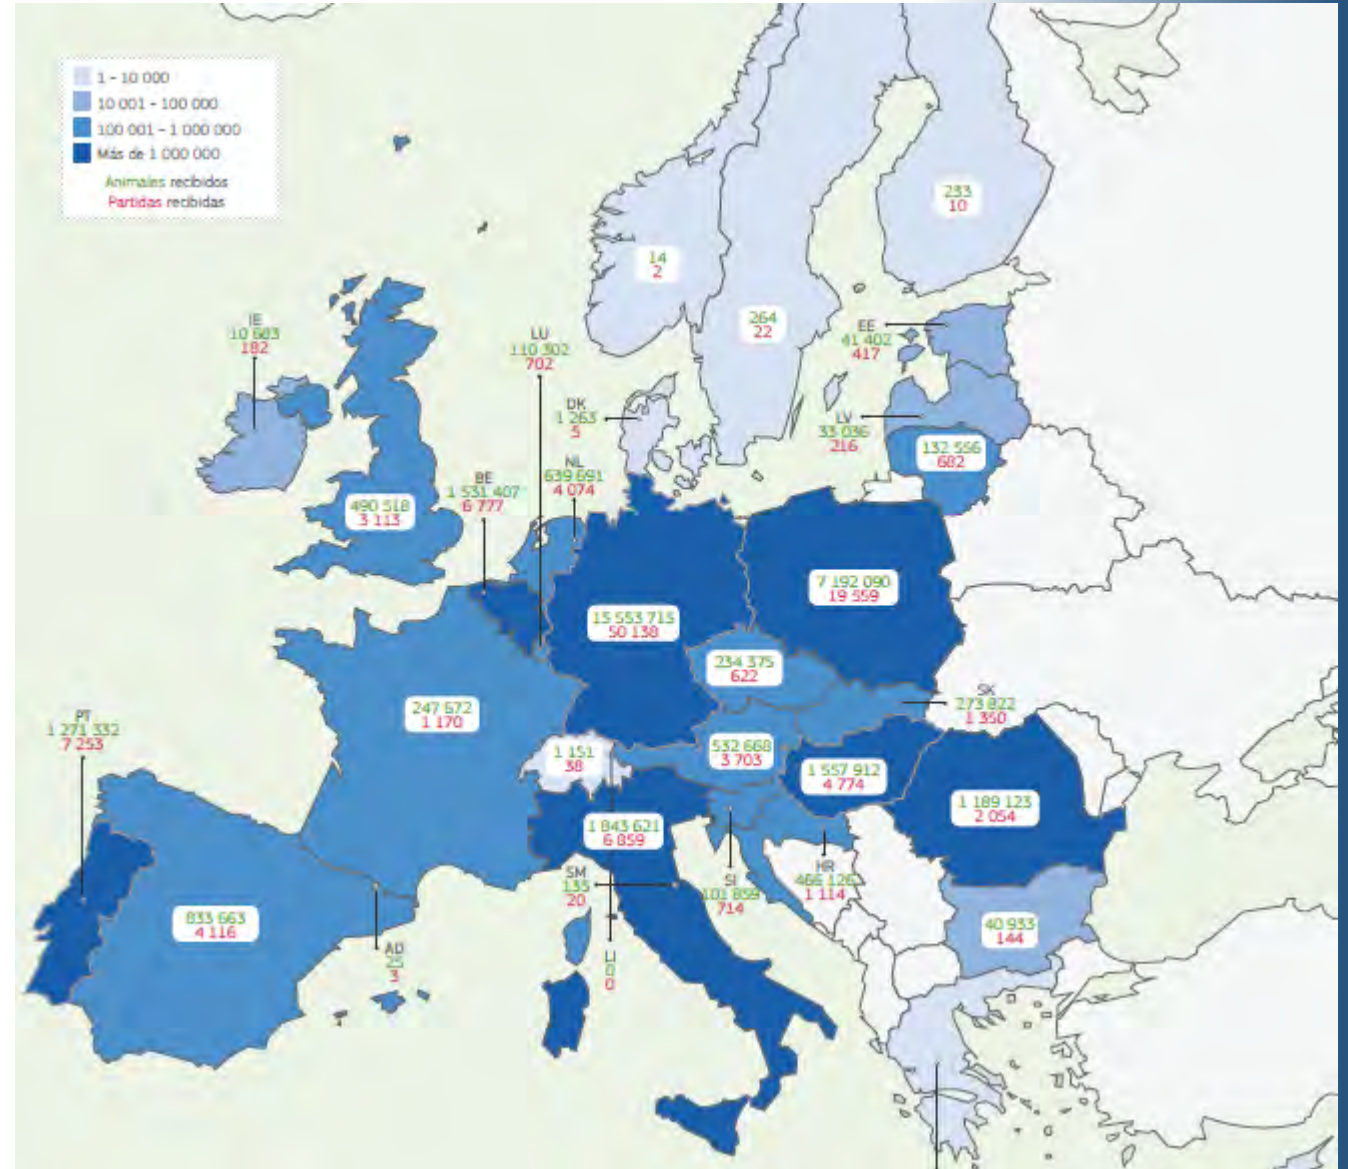 1 - 10 000
10 001 - 100 000
100 001 - 1 000 000
Más de 1 000 000
Animales recibidos
Partidas recibidas
233
10
14
2
264
22
IE
10 683
182
LU
110 302
702
EE
41 402
417
DK
1 263
5
LV
33 036
216
132 556
682
NL
639 691
4 074
BE
1 531 407
6 777
490 518
3 113
7 192 090
19 559
15 553 715
50 138
234 375
622
SK
273 822
1 350
247 672
1 170
PT
1 271 332
7 253
1 151
38
532 668
3 703
1 557 912
4 774
1 189 123
2 054
1 843 621
6 859
SM
135
20
SI
101 859
714
HR
466 126
1 114
833 663
4 116
40 933
144
AD
25
3
LI
0
0